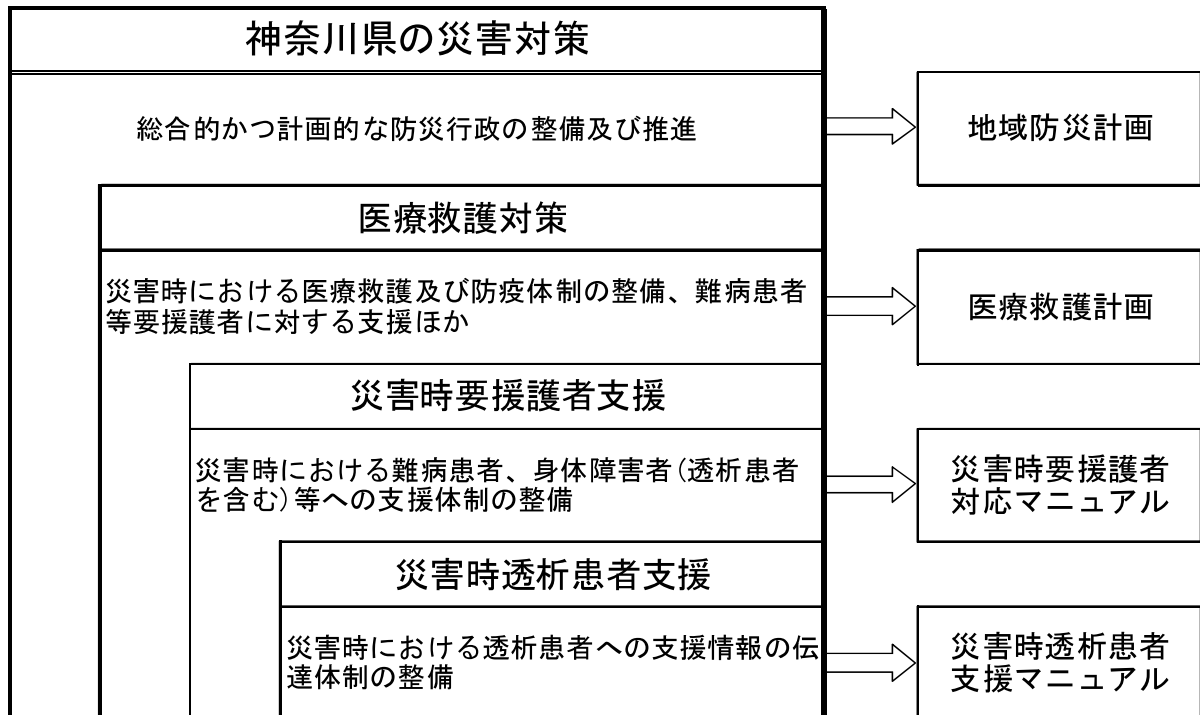 神奈川県の災害対策
総合的かつ計画的な防災行政の整備及び推進
地域防災計画
医療救護対策
災害時における医療救護及び防疫体制の整備、難病患者
等要援護者に対する支援ほか
医療救護計画
災害時要援護者支援
災害時における難病患者、身体障害者(透析患者
を含む)等への支援体制の整備
災害時要援護者
対応マニュアル
災害時透析患者支援
災害時における透析患者への支援情報の伝
達体制の整備
災害時透析患者
支援マニュアル